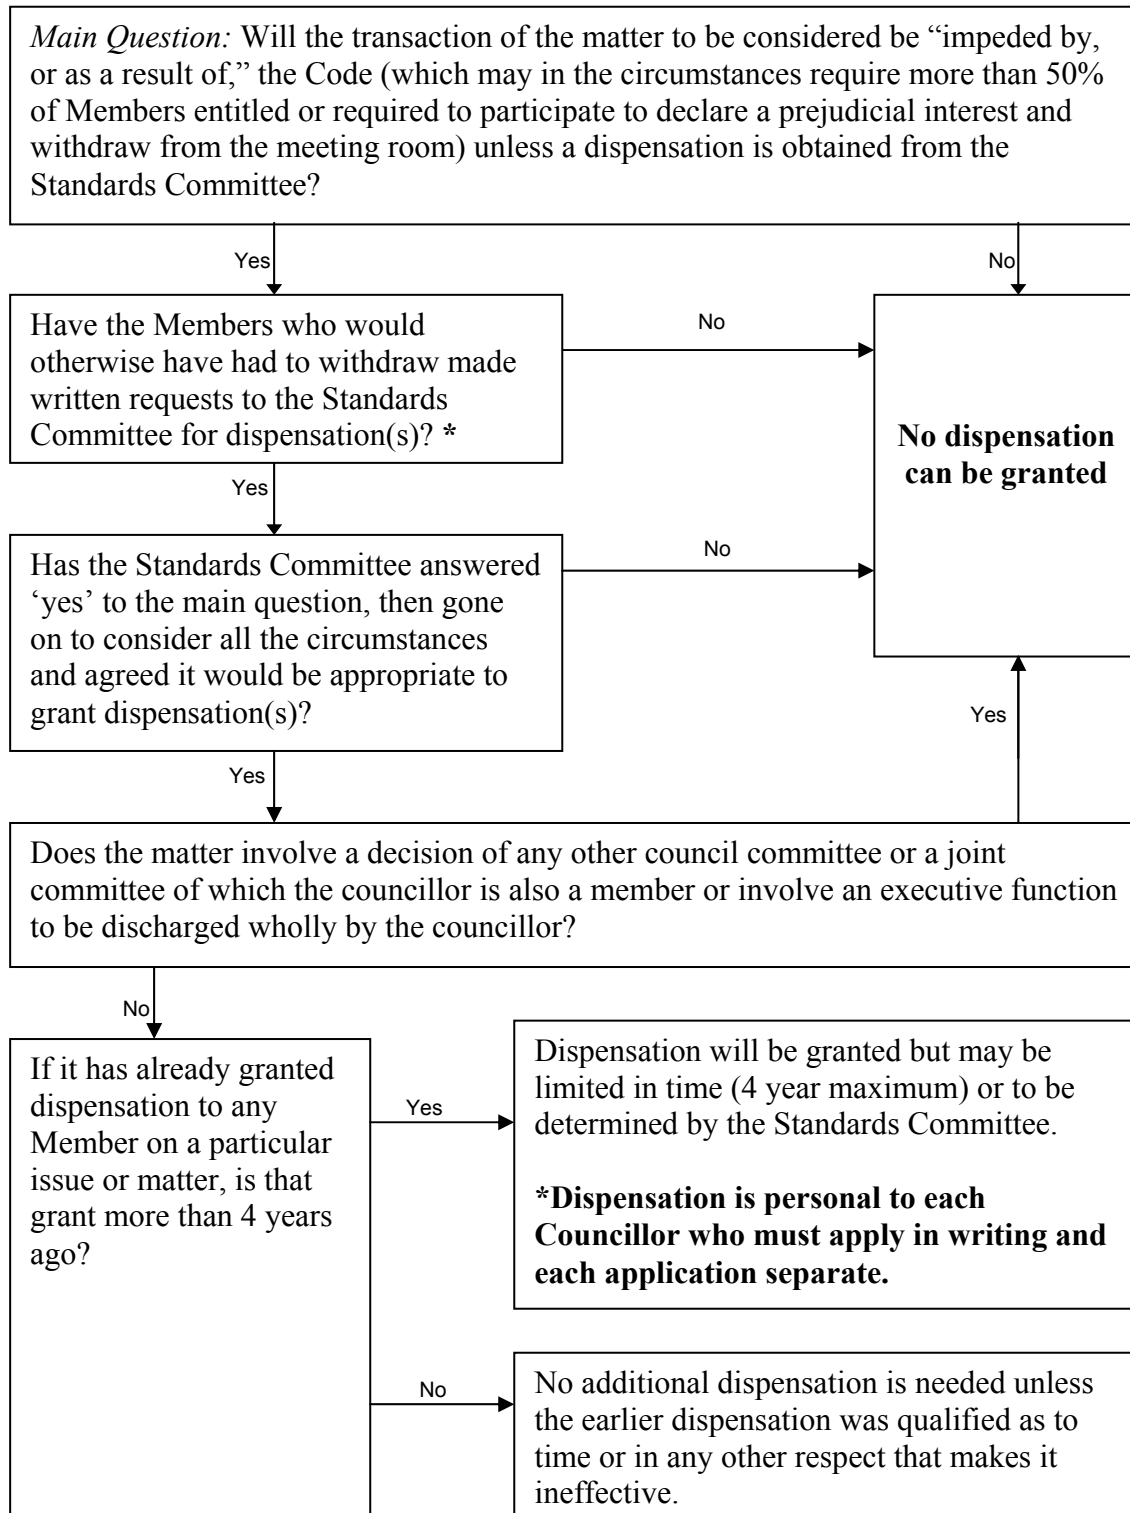 Main Question: Will the transaction of the matter to be considered be “impeded by,
or as a result of,” the Code (which may in the circumstances require more than 50%
of Members entitled or required to participate to declare a prejudicial interest and
withdraw from the meeting room) unless a dispensation is obtained from the
Standards Committee?
Yes
No
Have the Members who would
otherwise have had to withdraw made
written requests to the Standards
Committee for dispensation(s)? *
No
No dispensation
can be granted
Yes
Has the Standards Committee answered
‘yes’ to the main question, then gone
on to consider all the circumstances
and agreed it would be appropriate to
grant dispensation(s)?
No
Yes
Yes
Does the matter involve a decision of any other council committee or a joint
committee of which the councillor is also a member or involve an executive function
to be discharged wholly by the councillor?
No
If it has already granted
dispensation to any
Member on a particular
issue or matter, is that
grant more than 4 years
ago?
Yes
Dispensation will be granted but may be
limited in time (4 year maximum) or to be
determined by the Standards Committee.
*Dispensation is personal to each
Councillor who must apply in writing and
each application separate.
No
No additional dispensation is needed unless
the earlier dispensation was qualified as to
time or in any other respect that makes it
ineffective.